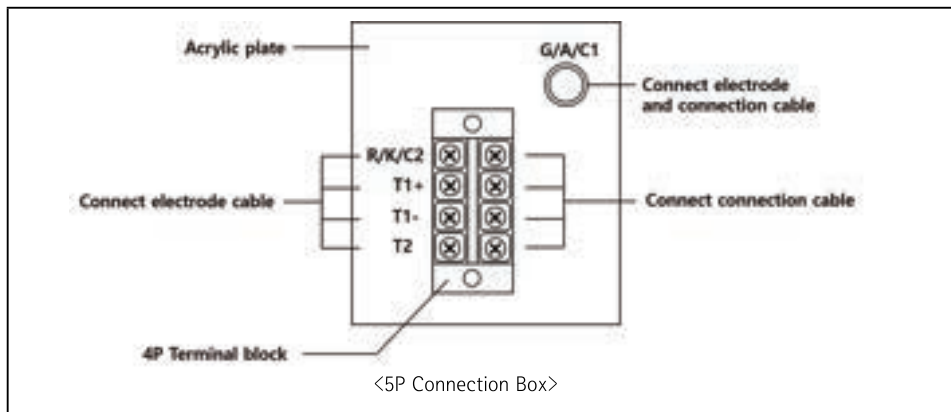 Acrylic plate
G/A/C1
Connect electrode
and connection cable
R/K/C2
T1+
Connect electrode cable
Connect connection cable
T1-
T2
4P Terminal block
<5P Connection Box>